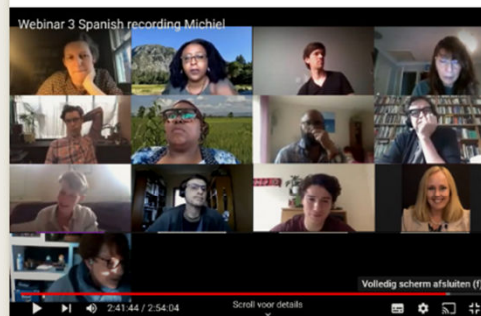 Webinar 3 Spanish recording Michiel
Volledig scherm afsluiten (f)
2:41:44 / 2:54:04
Scroll voor details